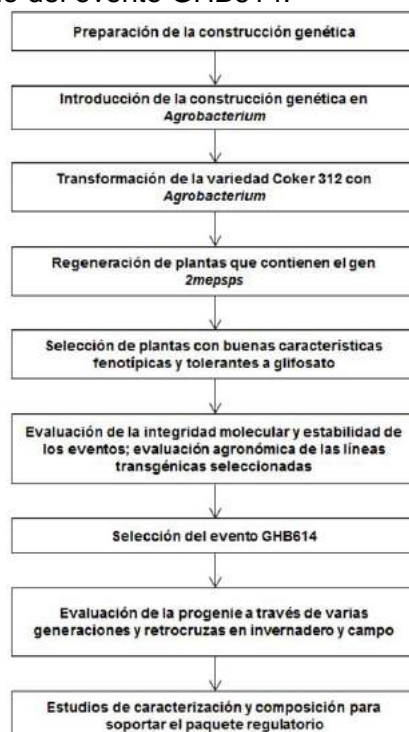 Preparación de la construcción genética
Introducción de la construcción genética en
Agrobacterium
Transformación de la variedad Coker 312 con
Agrobacterium
Regeneración de plantas que contienen el gen
2mepsps
Selección de plantas con buenas características
fenotípicas y tolerantes a glifosato
Evaluación de la integridad molecular y estabilidad de
los eventos; evaluación agronómica de las líneas
transgénicas seleccionadas
Selección del evento GHB614
Evaluación de la progenie a través de varias
generaciones y retrocruzas en invernadero y campo
Estudios de caracterización y composición para
soportar el paquete regulatorio